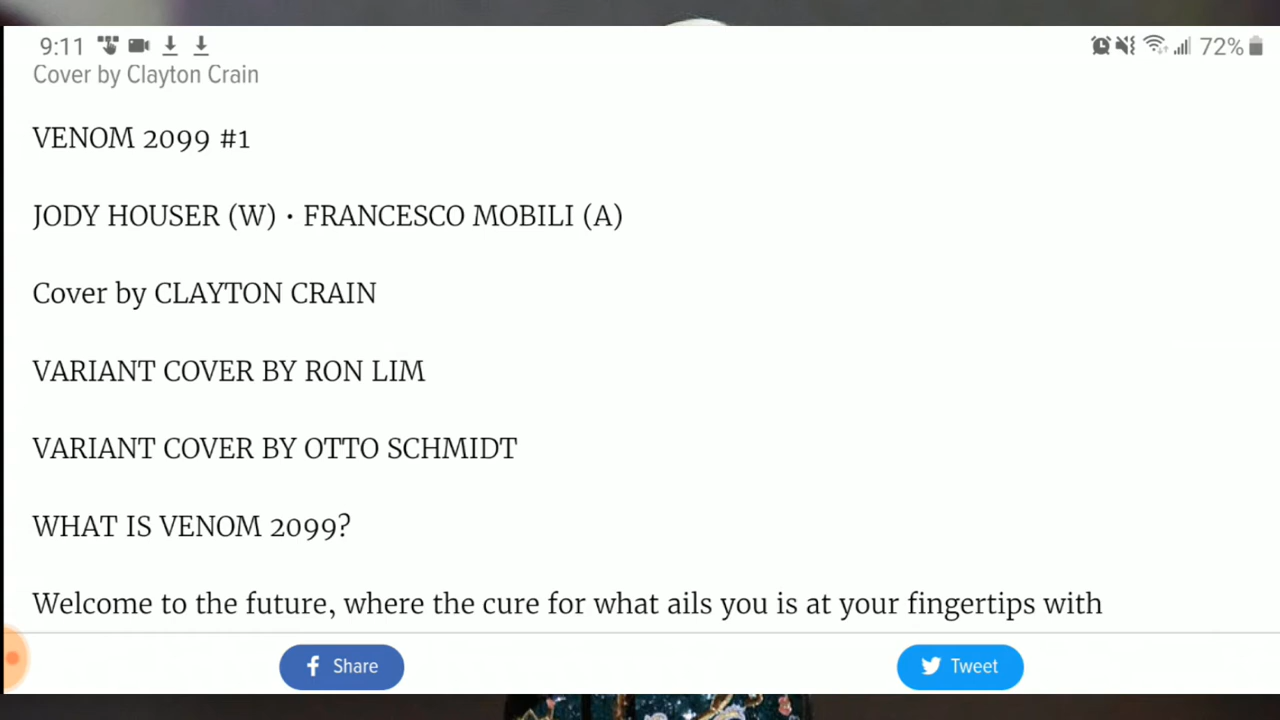 9:11
72%
Cover by Clayton Crain
VENOM 2099 #1
JODY HOUSER (W) • FRANCESCO MOBILI (A)
Cover by CLAYTON CRAIN
VARIANT COVER BY RON LIM
VARIANT COVER BY OTTO SCHMIDT
WHAT IS VENOM 2099?
Welcome to the future, where the cure for what ails you is at your fingertips with
Share
Tweet